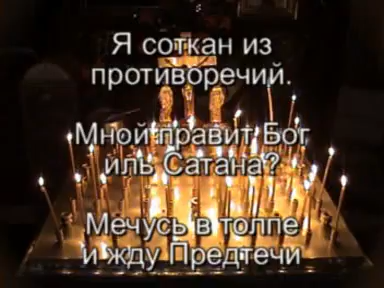 Я соткан из
противоречий.
Мной правит Бог
иль Сатана?
Мечусь в толпе
и жду Предтечи